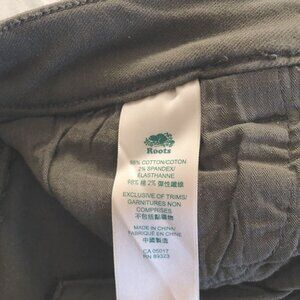 Roots
98% COTTON/COTON
2% SPANDEX/
ÉLASTHANNE
98% 棉 2% 彈性纖維
EXCLUSIVE OF TRIMS/
GARNITURES NON
COMPRISES
不包括點飾物
MADE IN CHINA/
FABRIQUÉ EN CHINE
中國製造
CA 05017
RN 89323